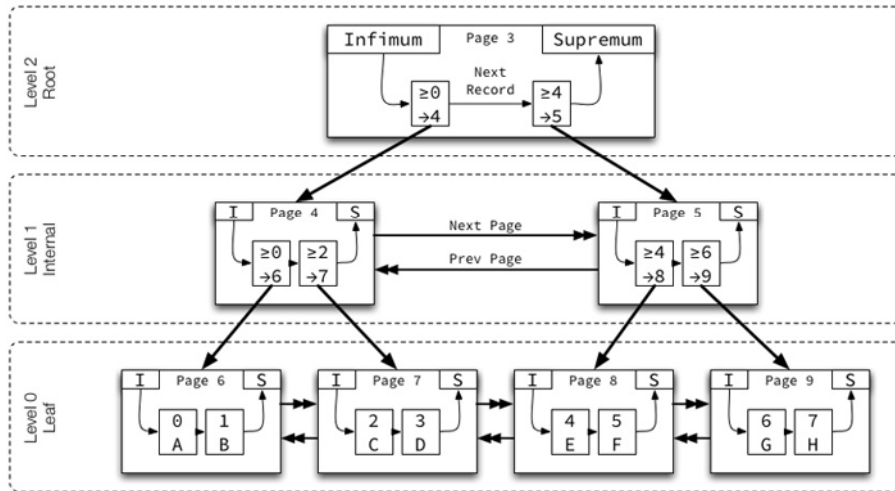 Level 2
Root
Infimum
Page 3
Supremum
Next
Record
≥0
→4
≥4
→5
Level 1
Internal
I
Page 4
S
≥0
→6
≥2
→7
Next Page
Prev Page
I
Page 5
S
≥4
→8
≥6
→9
Level 0
Leaf
I
Page 6
S
0
A
1
B
I
Page 7
S
2
C
3
D
I
Page 8
S
4
E
5
F
I
Page 9
S
6
G
7
H